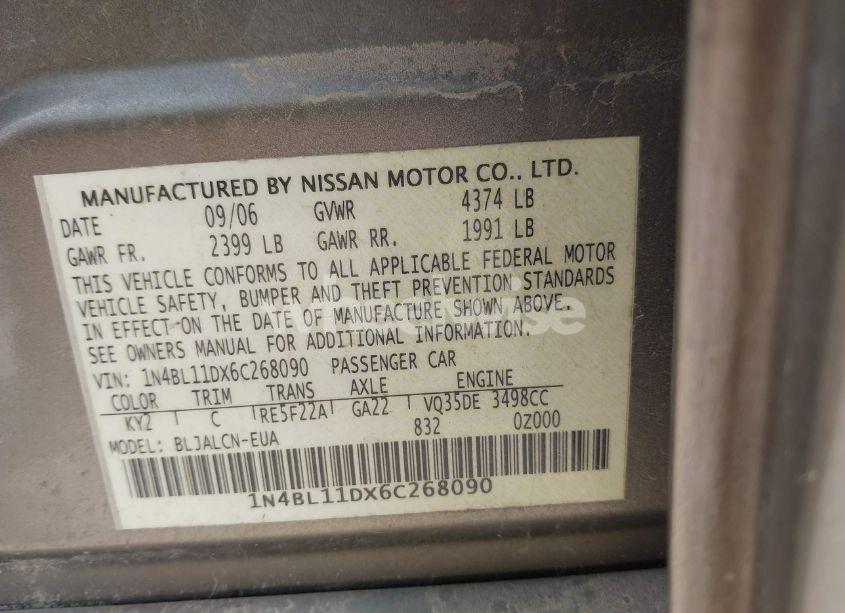 MANUFACTURED BY NISSAN MOTOR CO., LTD.
DATE 09/06 GVWR 4374 LB
GAWR FR. 2399 LB GAWR RR. 1991 LB
THIS VEHICLE CONFORMS TO ALL APPLICABLE FEDERAL MOTOR
VEHICLE SAFETY, BUMPER AND THEFT PREVENTION STANDARDS
IN EFFECT ON THE DATE OF MANUFACTURE SHOWN ABOVE.
SEE OWNERS MANUAL FOR ADDITIONAL INFORMATION.
VIN: 1N4BL11DX6C268090 PASSENGER CAR
COLOR TRIM TRANS AXLE ENGINE
KY2 C RE5F22A GA22 VQ35DE 3498CC
832 0Z000
MODEL: BLJALCN-EUA
1N4BL11DX6C268090